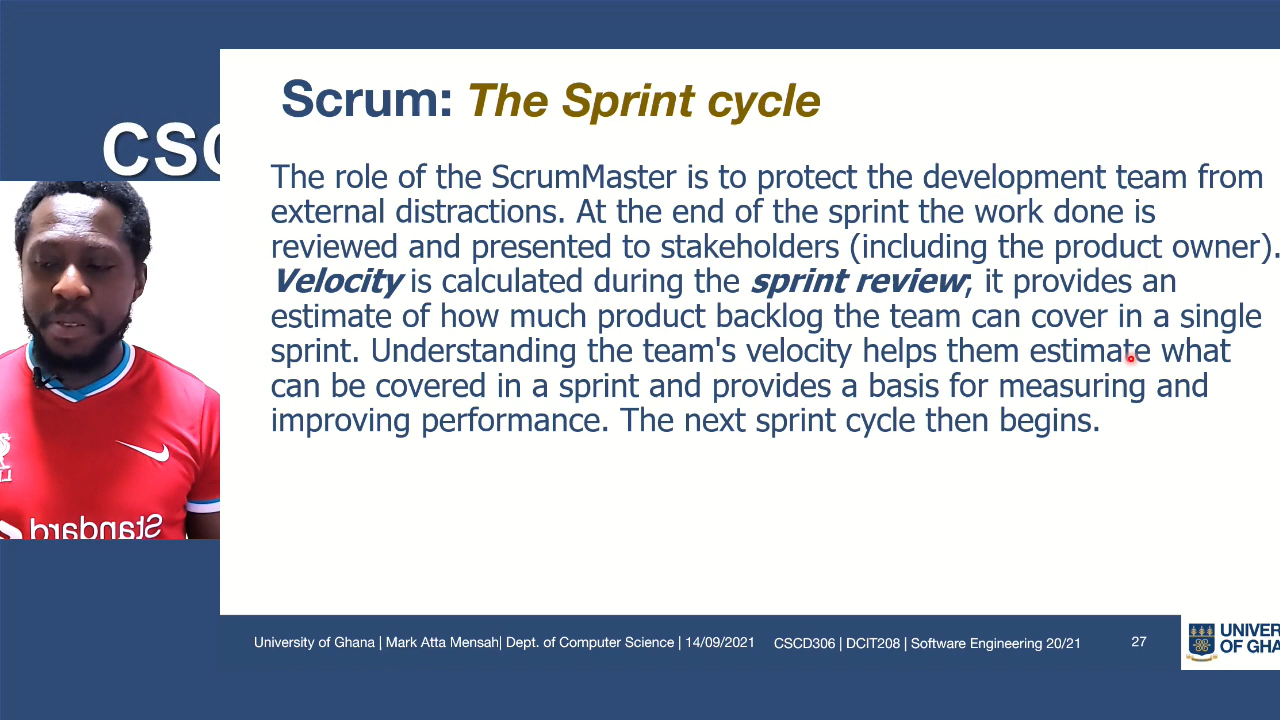 Scrum: The Sprint cycle
CSC
The role of the ScrumMaster is to protect the development team from
external distractions. At the end of the sprint the work done is
reviewed and presented to stakeholders (including the product owner).
Velocity is calculated during the sprint review; it provides an
estimate of how much product backlog the team can cover in a single
sprint. Understanding the team's velocity helps them estimate what
can be covered in a sprint and provides a basis for measuring and
improving performance. The next sprint cycle then begins.
Standard
University of Ghana | Mark Atta Mensah| Dept. of Computer Science | 14/09/2021 CSCD306 | DCIT208 | Software Engineering 20/21 27
UNIVER
OF GHA